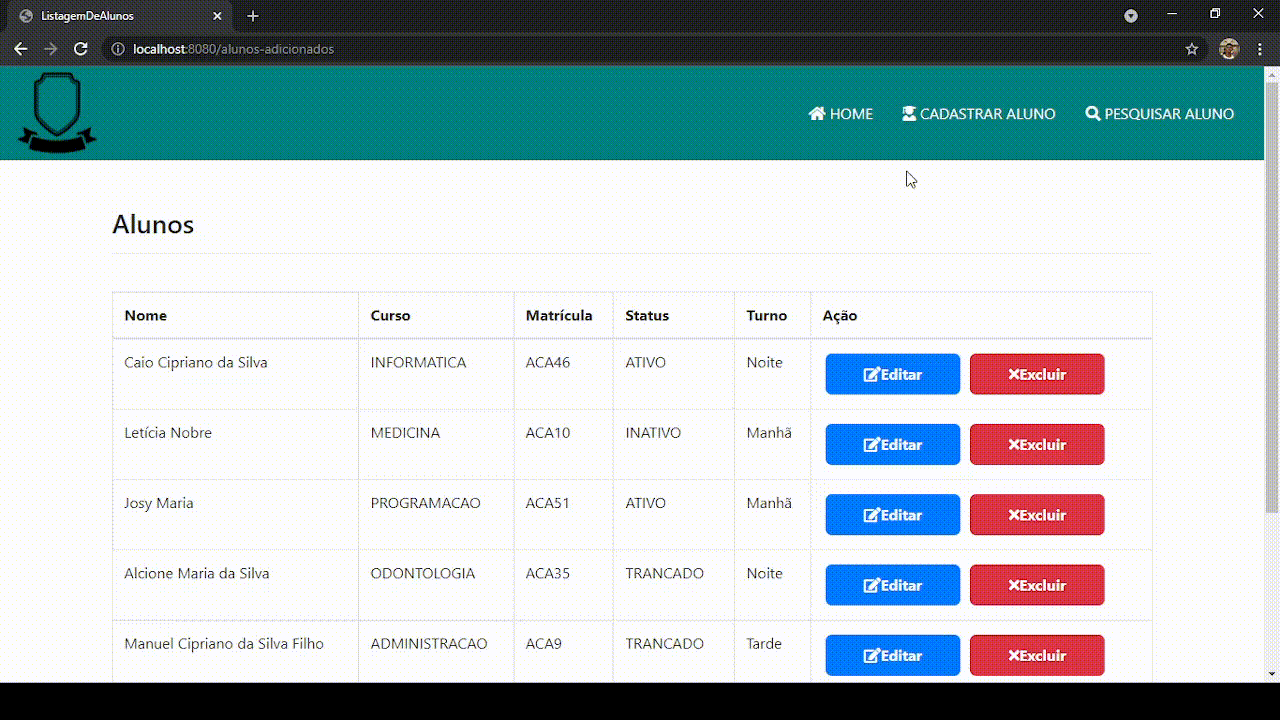 ListagemDeAlunos
localhost:8080/alunos-adicionados
HOME CADASTRAR ALUNO PESQUISAR ALUNO
Alunos
Nome Curso Matrícula Status Turno Ação
Caio Cipriano da Silva INFORMATICA ACA46 ATIVO Noite Editar Excluir
Letícia Nobre MEDICINA ACA10 INATIVO Manhã Editar Excluir
Josy Maria PROGRAMACAO ACA51 ATIVO Manhã Editar Excluir
Alcione Maria da Silva ODONTOLOGIA ACA35 TRANCADO Noite Editar Excluir
Manuel Cipriano da Silva Filho ADMINISTRACAO ACA9 TRANCADO Tarde Editar Excluir